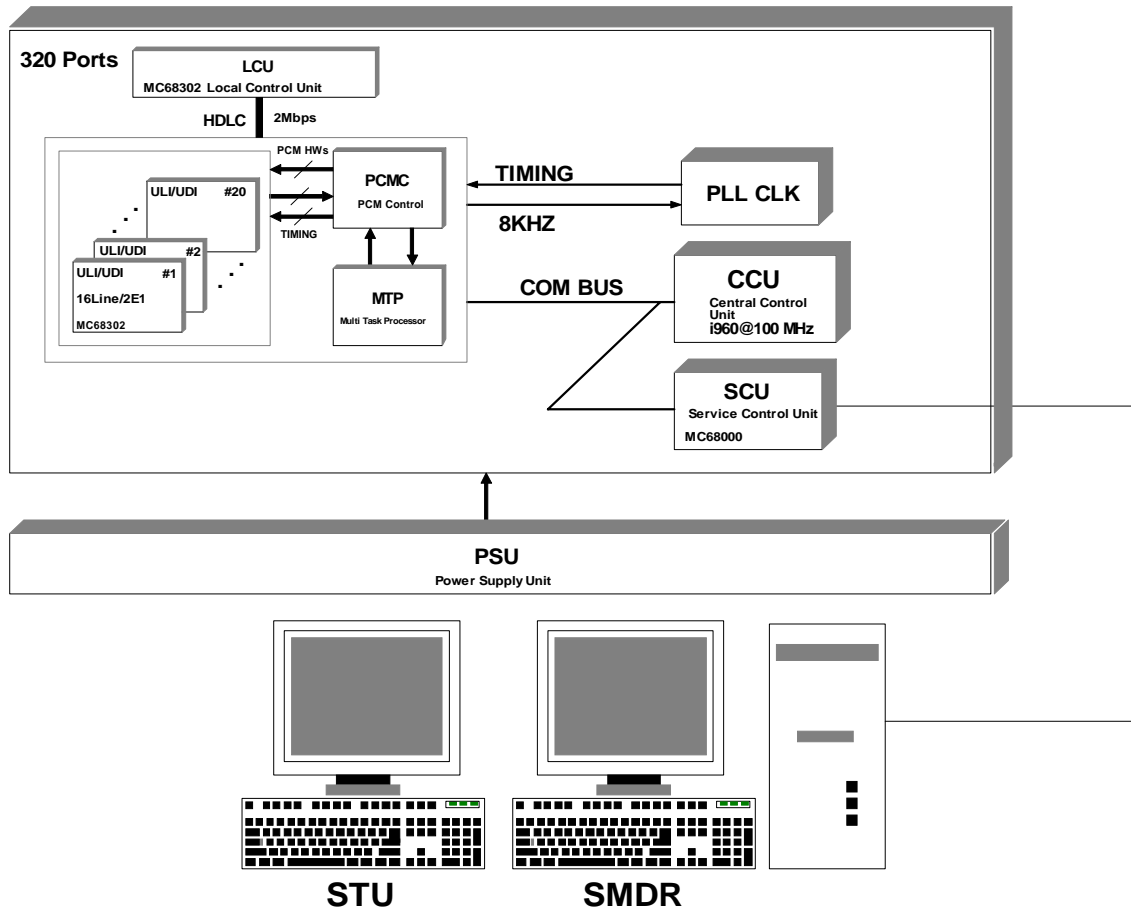 320 Ports
LCU
MC68302 Local Control Unit
HDLC
2Mbps
PCM HWs
ULI/UDI #20
ULI/UDI #2
ULI/UDI #1
16Line/2E1
MC68302
TIMING
PCMC
PCM Control
MTP
Multi Task Processor
TIMING
8KHZ
PLL CLK
COM BUS
CCU
Central Control
Unit
i960@100 MHz
SCU
Service Control Unit
MC68000
PSU
Power Supply Unit
STU
SMDR